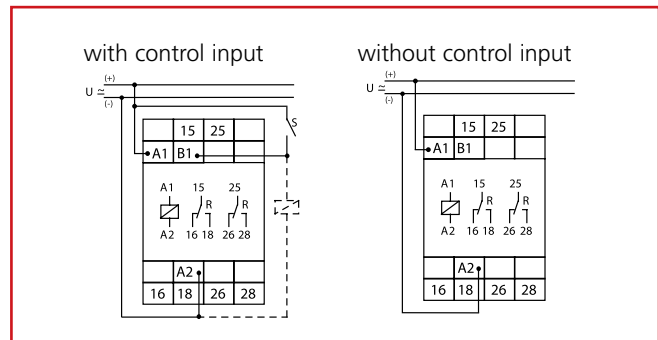 with control input
(+)
U ≂
(-)
S
15 25
A1 B1
A1 15 25
R R
A2 16 18 26 28
A2
16 18 26 28
without control input
(+)
U ≂
(-)
15 25
A1 B1
A1 15 25
R R
A2 16 18 26 28
A2
16 18 26 28